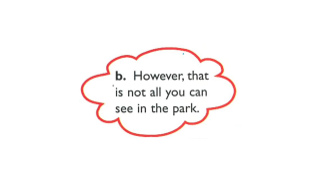 b. However, that
is not all you can
see in the park.